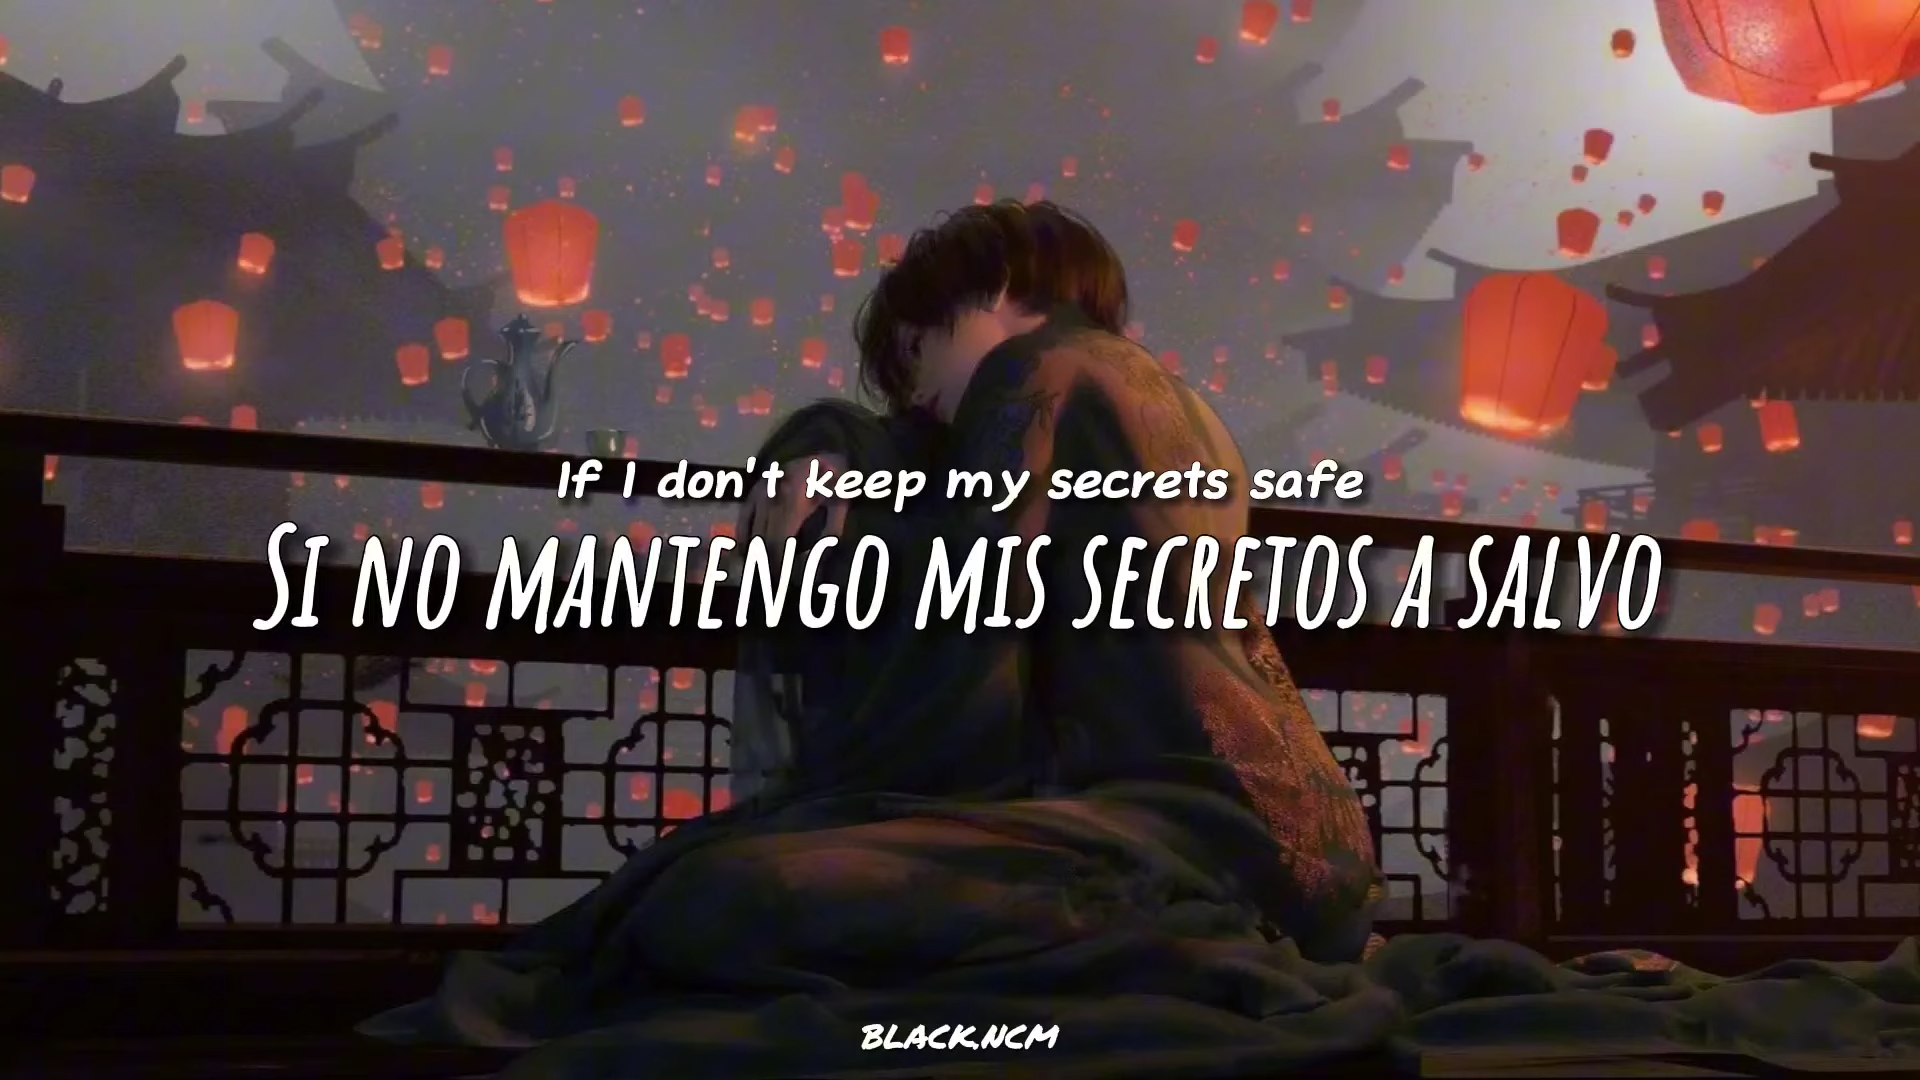 If I don't keep my secrets safe
SI NO MANTENGO MIS SECRETOS A SALVO
BLACK.NCM